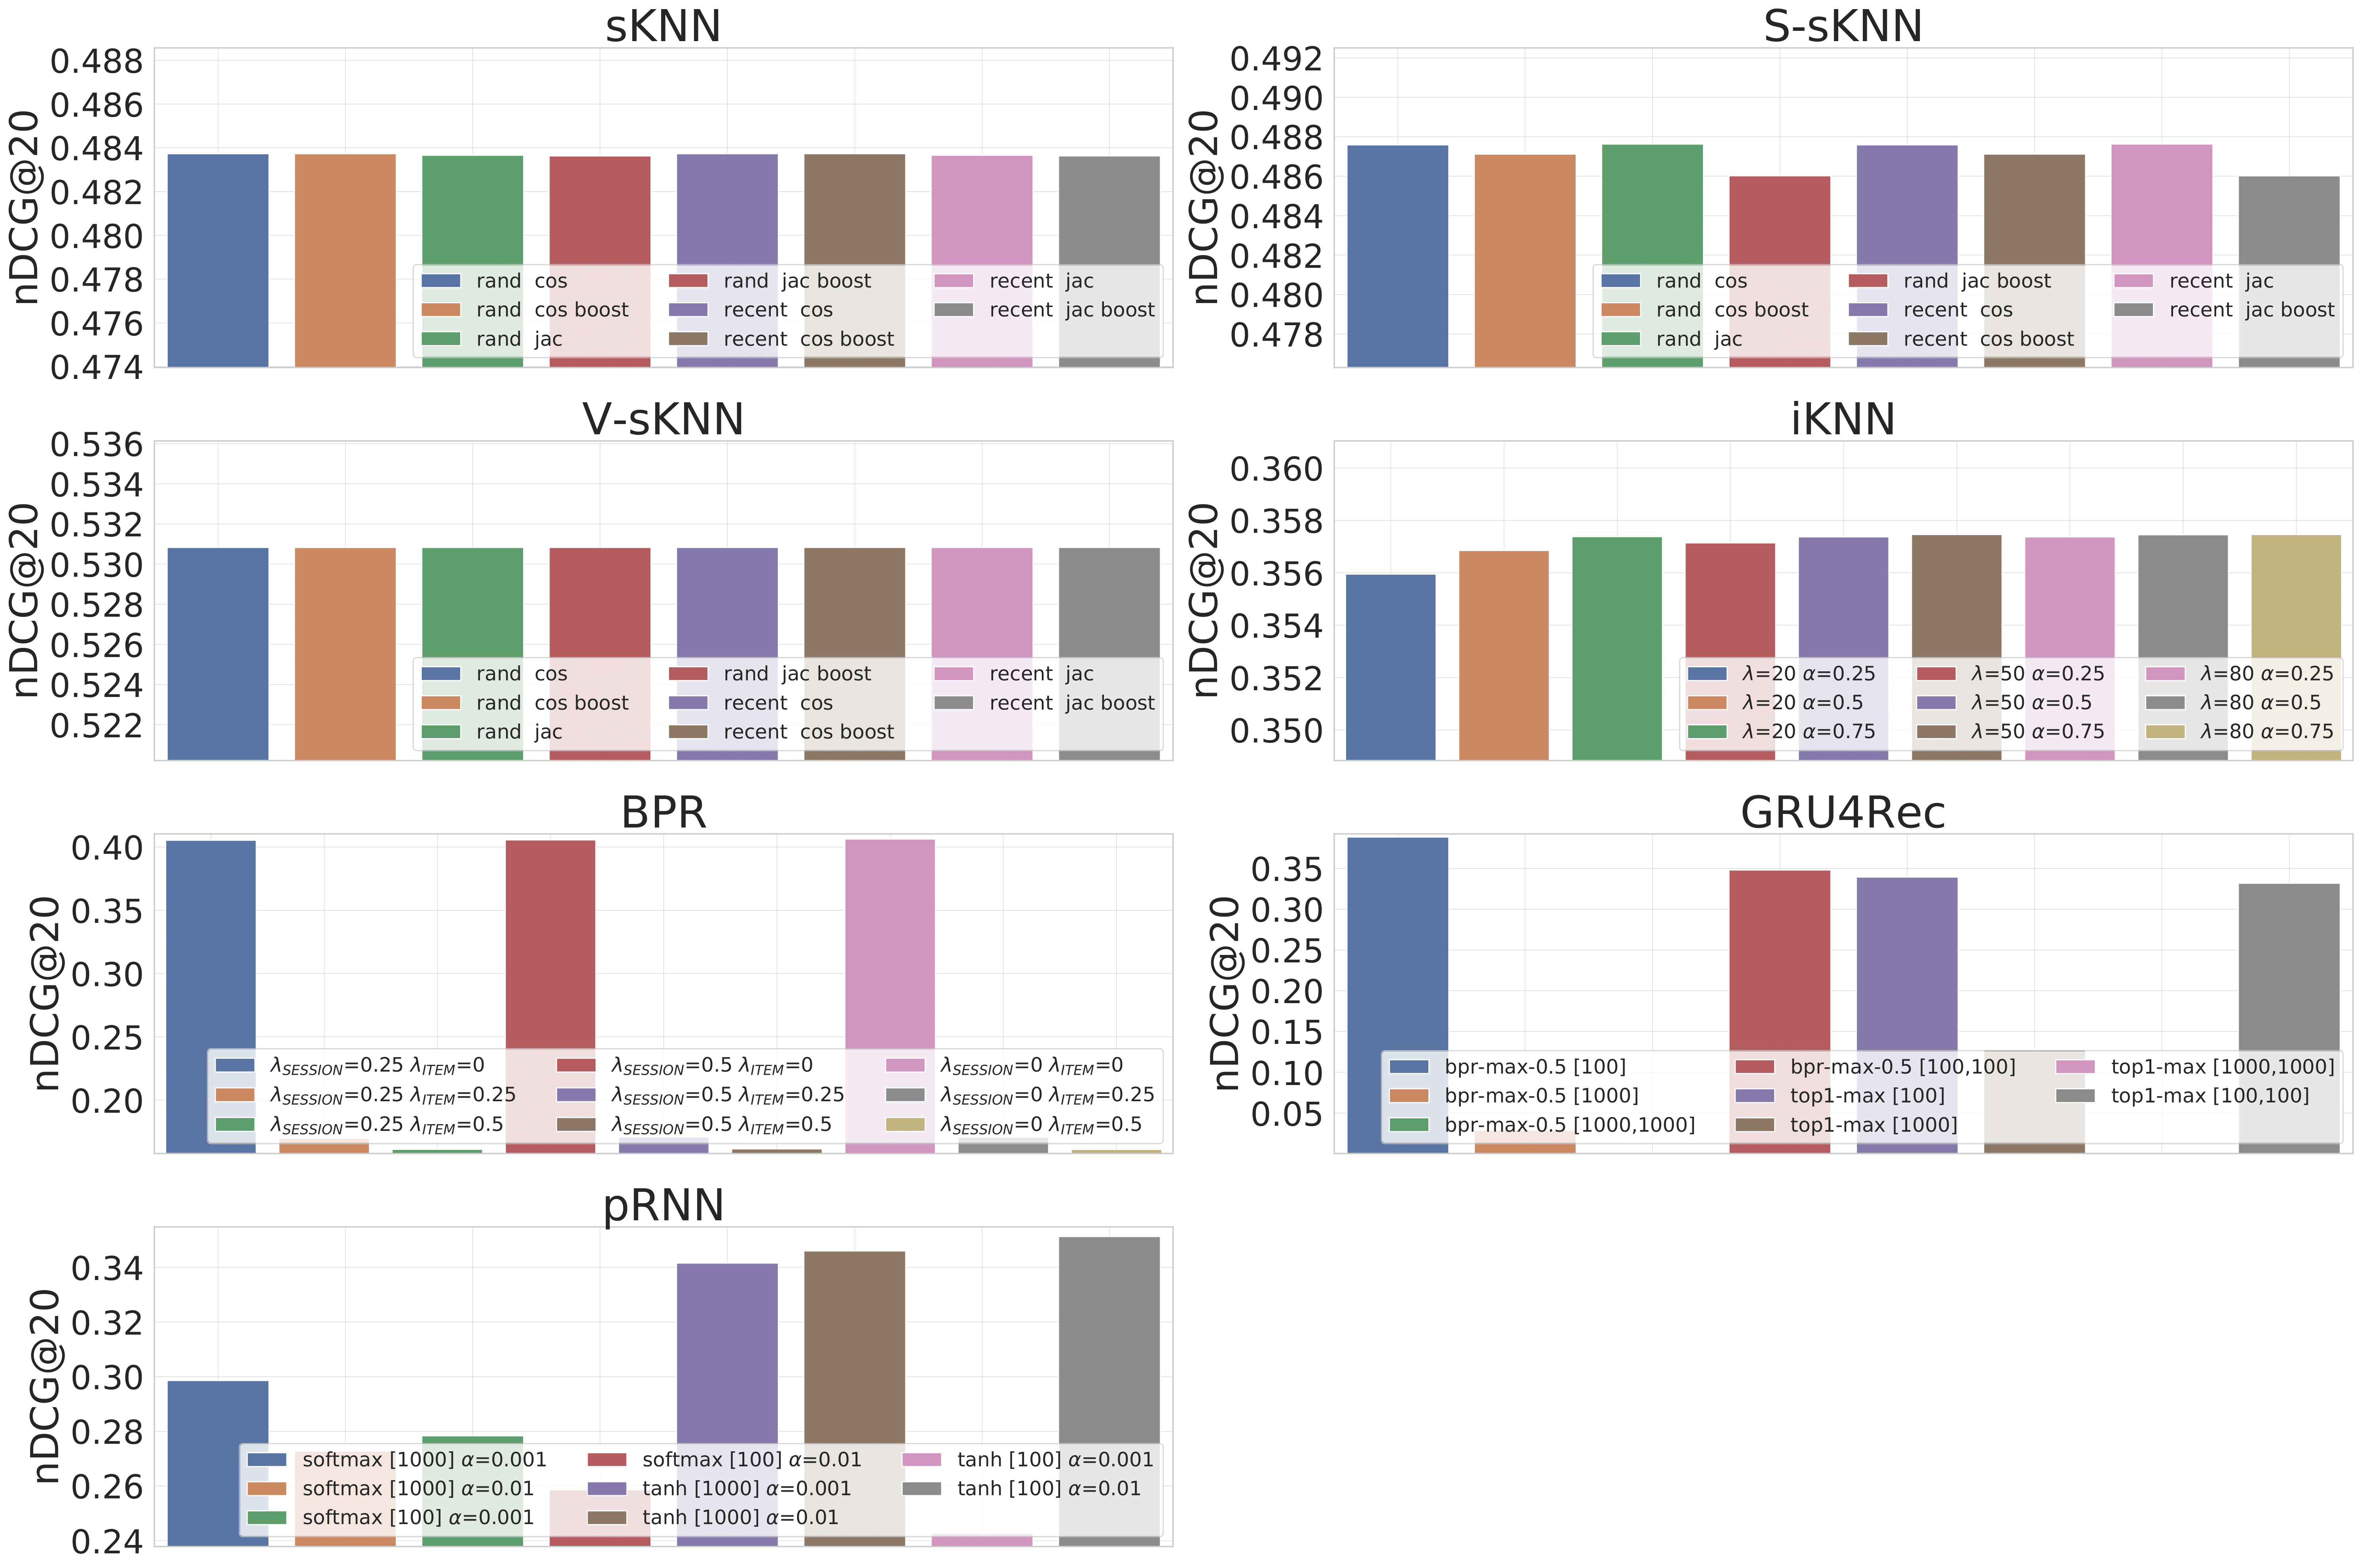 sKNN
nDCG@20
0.488
0.486
0.484
0.482
0.480
0.478
0.476
0.474
rand  cos
rand  cos boost
rand  jac
rand  jac boost
recent  cos
recent  cos boost
recent  jac
recent  jac boost
S-sKNN
nDCG@20
0.492
0.490
0.488
0.486
0.484
0.482
0.480
0.478
rand  cos
rand  cos boost
rand  jac
rand  jac boost
recent  cos
recent  cos boost
recent  jac
recent  jac boost
V-sKNN
nDCG@20
0.536
0.534
0.532
0.530
0.528
0.526
0.524
0.522
rand  cos
rand  cos boost
rand  jac
rand  jac boost
recent  cos
recent  cos boost
recent  jac
recent  jac boost
iKNN
nDCG@20
0.360
0.358
0.356
0.354
0.352
0.350
λ=20 α=0.25
λ=20 α=0.5
λ=20 α=0.75
λ=50 α=0.25
λ=50 α=0.5
λ=50 α=0.75
λ=80 α=0.25
λ=80 α=0.5
λ=80 α=0.75
BPR
nDCG@20
0.40
0.35
0.30
0.25
0.20
λSESSION=0.25 λITEM=0
λSESSION=0.25 λITEM=0.25
λSESSION=0.25 λITEM=0.5
λSESSION=0.5 λITEM=0
λSESSION=0.5 λITEM=0.25
λSESSION=0.5 λITEM=0.5
λSESSION=0 λITEM=0
λSESSION=0 λITEM=0.25
λSESSION=0 λITEM=0.5
GRU4Rec
nDCG@20
0.35
0.30
0.25
0.20
0.15
0.10
0.05
bpr-max-0.5 [100]
bpr-max-0.5 [1000]
bpr-max-0.5 [1000,1000]
bpr-max-0.5 [100,100]
top1-max [100]
top1-max [1000]
top1-max [1000,1000]
top1-max [100,100]
pRNN
nDCG@20
0.34
0.32
0.30
0.28
0.26
0.24
softmax [1000] α=0.001
softmax [1000] α=0.01
softmax [100] α=0.001
softmax [100] α=0.01
tanh [1000] α=0.001
tanh [1000] α=0.01
tanh [100] α=0.001
tanh [100] α=0.01